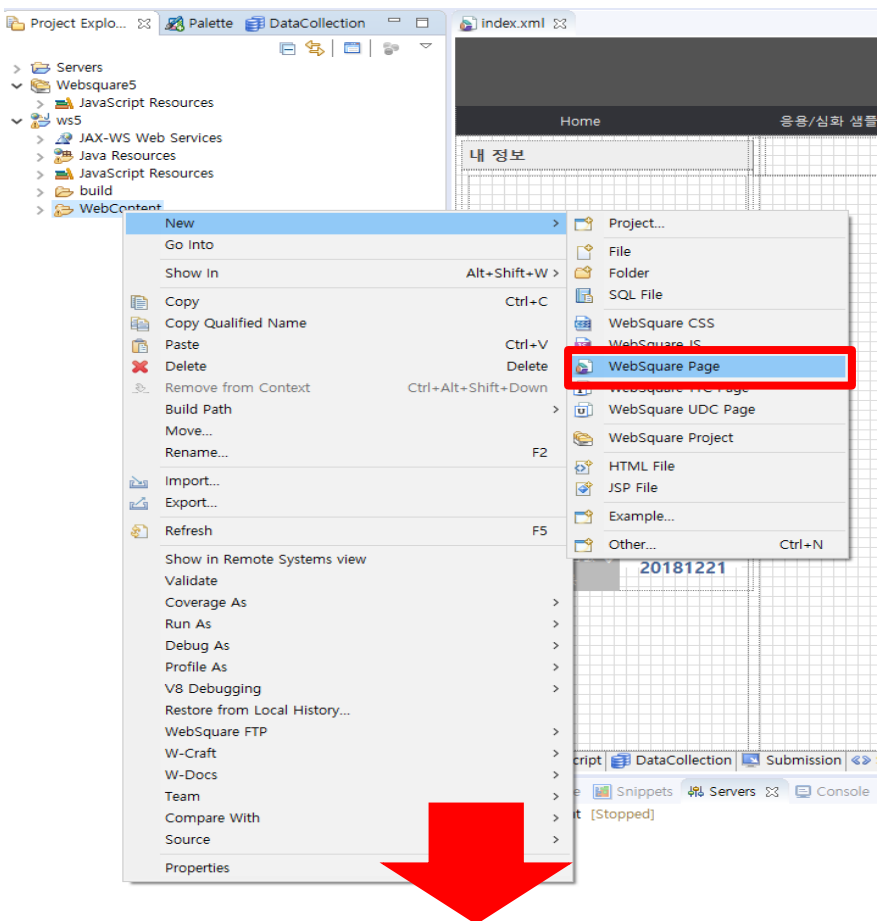 Project Explo... Palette DataCollection
index.xml
Servers
Websquare5
JavaScript Resources
ws5
JAX-WS Web Services
Java Resources
JavaScript Resources
build
WebContent
Home 응용/심화 샘플
내 정보
New
Go Into
Show In Alt+Shift+W
Copy Ctrl+C
Copy Qualified Name
Paste Ctrl+V
Delete Delete
Remove from Context Ctrl+Alt+Shift+Down
Build Path
Move...
Rename... F2
Import...
Export...
Refresh F5
Show in Remote Systems view
Validate
Coverage As
Run As
Debug As
Profile As
V8 Debugging
Restore from Local History...
WebSquare FTP
W-Craft
W-Docs
Team
Compare With
Source
Properties
Project...
File
Folder
SQL File
WebSquare CSS
WebSquare JS
WebSquare Page
WebSquare UDC Page
WebSquare Project
HTML File
JSP File
Example...
Other... Ctrl+N
20181221
cript DataCollection Submission
Snippets Servers Console
[Stopped]